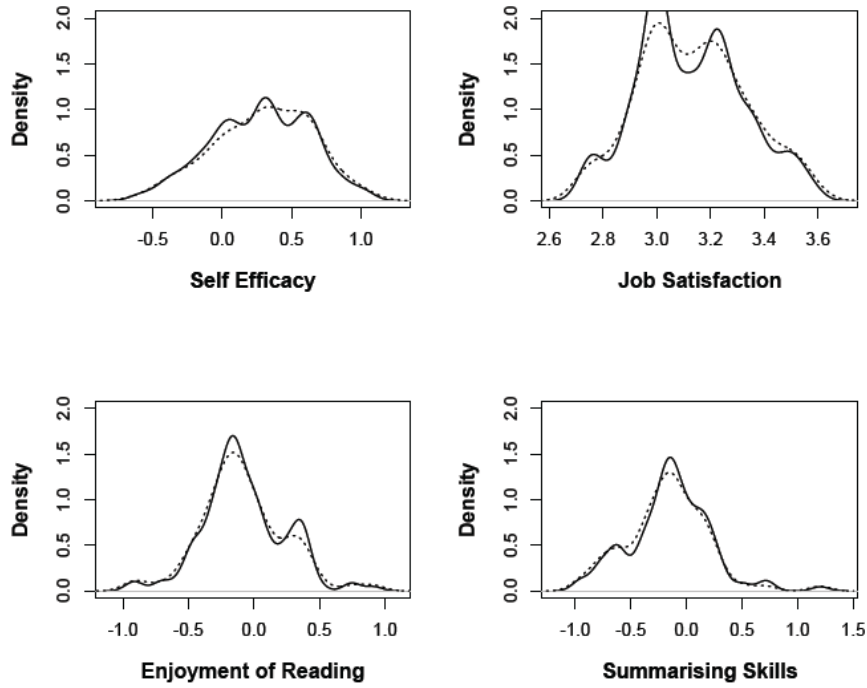 Density
0.0 0.5 1.0 1.5 2.0
-0.5 0.0 0.5 1.0
Self Efficacy
Density
0.0 0.5 1.0 1.5 2.0
2.6 2.8 3.0 3.2 3.4 3.6
Job Satisfaction
Density
0.0 0.5 1.0 1.5 2.0
-1.0 -0.5 0.0 0.5 1.0
Enjoyment of Reading
Density
0.0 0.5 1.0 1.5 2.0
-1.0 -0.5 0.0 0.5 1.0 1.5
Summarising Skills